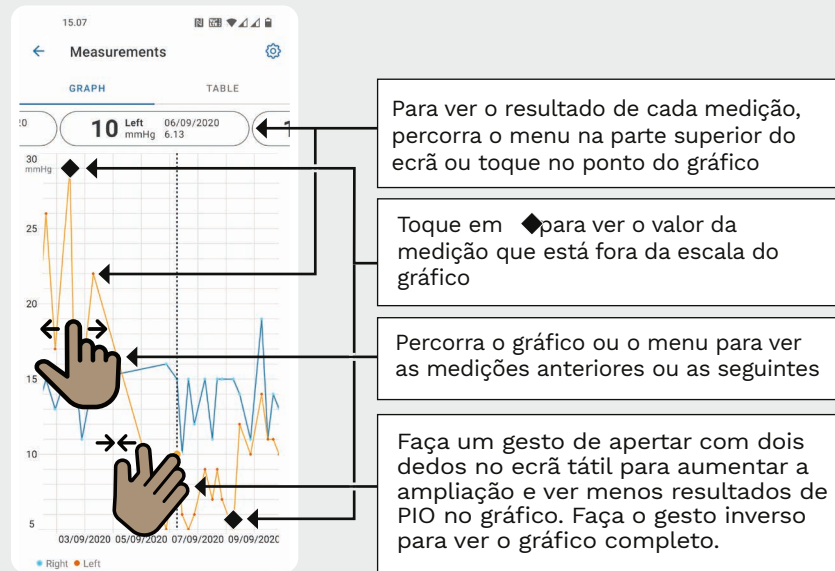 15.07
Measurements
GRAPH
TABLE
20
10 Left mmHg 06/09/2020 6.13
1
30
mmHg
25
20
15
10
5
03/09/2020 05/09/2020 07/09/2020 09/09/2020
Right Left
Para ver o resultado de cada medição,
percorra o menu na parte superior do
ecrã ou toque no ponto do gráfico
Toque em ◆para ver o valor da
medição que está fora da escala do
gráfico
Percorra o gráfico ou o menu para ver
as medições anteriores ou as seguintes
Faça um gesto de apertar com dois
dedos no ecrã tátil para aumentar a
ampliação e ver menos resultados de
PIO no gráfico. Faça o gesto inverso
para ver o gráfico completo.